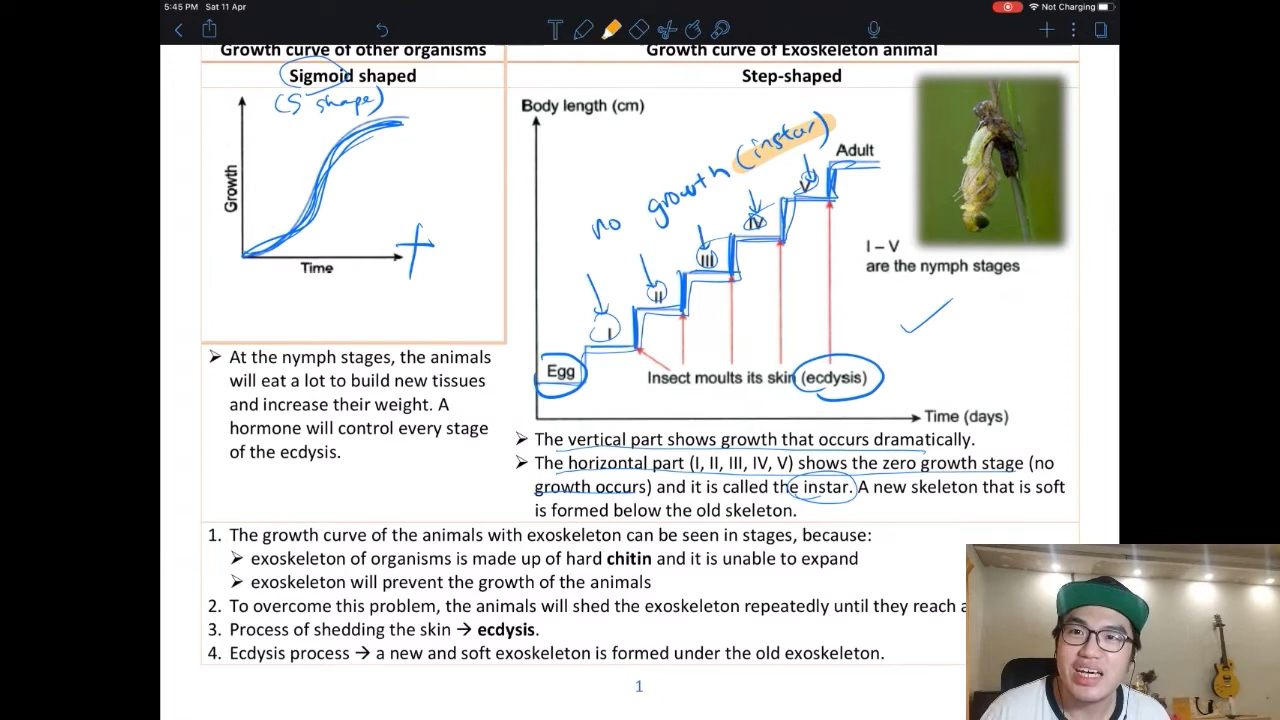 5:45 PM Sat 11 Apr
Not Charging
Growth curve of other organisms
Growth curve of Exoskeleton animal
Sigmoid shaped
Step-shaped
(S shape)
Growth
Time
Body length (cm)
no growth (instar)
Adult
V
IV
III
II
I
Egg
I – V
are the nymph stages
Insect moults its skin (ecdysis)
Time (days)
➢ At the nymph stages, the animals
will eat a lot to build new tissues
and increase their weight. A
hormone will control every stage
of the ecdysis.
➢ The vertical part shows growth that occurs dramatically.
➢ The horizontal part (I, II, III, IV, V) shows the zero growth stage (no
growth occurs) and it is called the instar. A new skeleton that is soft
is formed below the old skeleton.
1. The growth curve of the animals with exoskeleton can be seen in stages, because:
➢ exoskeleton of organisms is made up of hard chitin and it is unable to expand
➢ exoskeleton will prevent the growth of the animals
2. To overcome this problem, the animals will shed the exoskeleton repeatedly until they reach
3. Process of shedding the skin → ecdysis.
4. Ecdysis process → a new and soft exoskeleton is formed under the old exoskeleton.
1